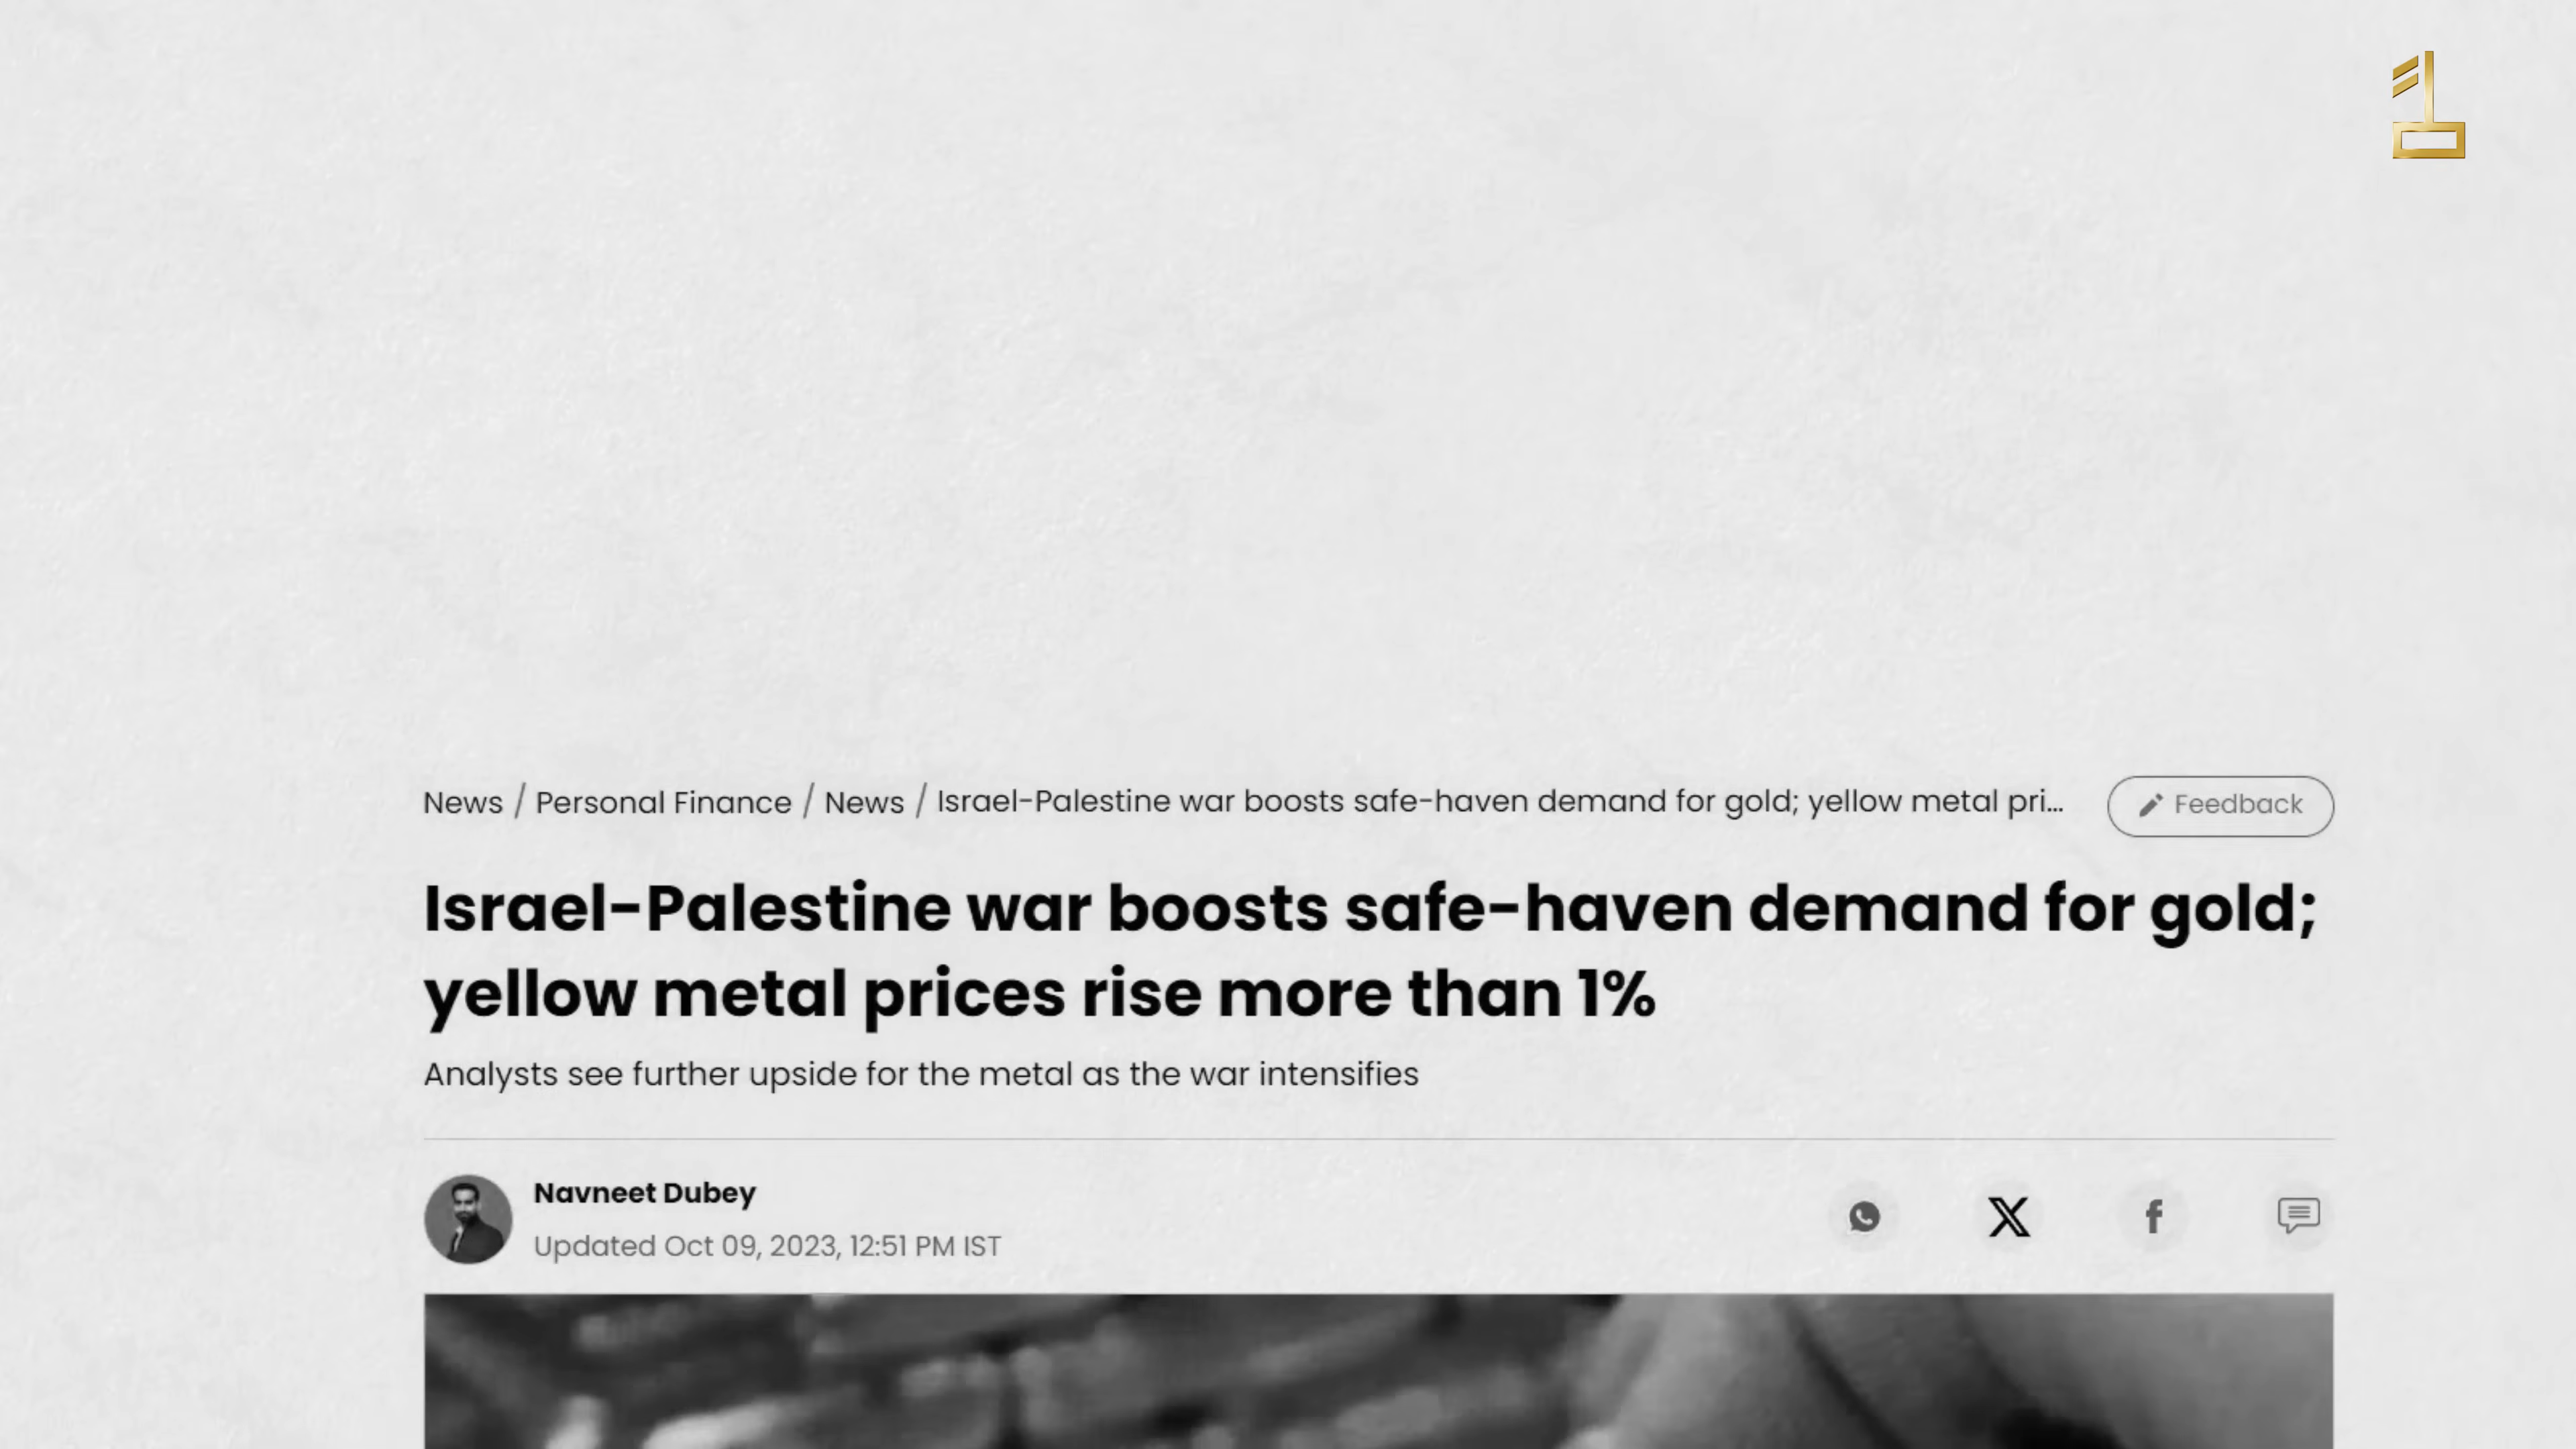 News / Personal Finance / News / Israel-Palestine war boosts safe-haven demand for gold; yellow metal pri...
Feedback
Israel-Palestine war boosts safe-haven demand for gold;
yellow metal prices rise more than 1%
Analysts see further upside for the metal as the war intensifies
Navneet Dubey
Updated Oct 09, 2023, 12:51 PM IST